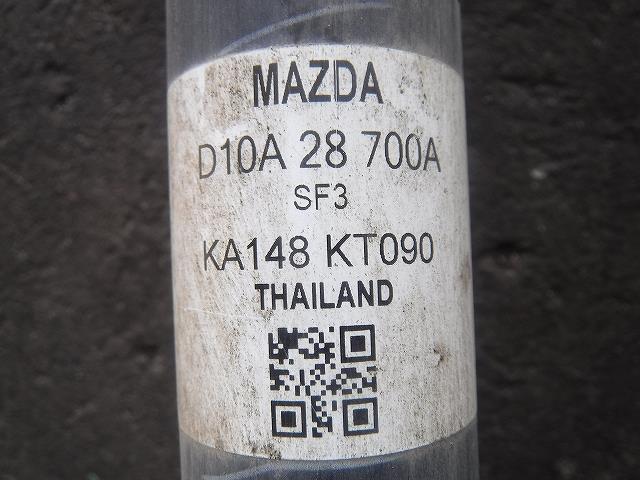 MAZDA
D10A 28 700A
SF3
KA148 KT090
THAILAND